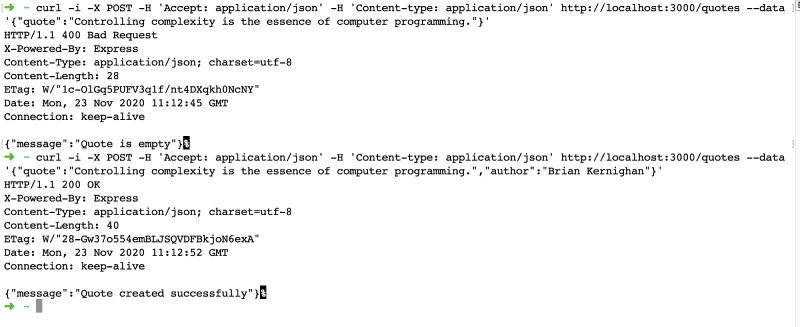 ➜ ~ curl -i -X POST -H 'Accept: application/json' -H 'Content-type: application/json' http://localhost:3000/quotes --data
'{"quote":"Controlling complexity is the essence of computer programming."}'
HTTP/1.1 400 Bad Request
X-Powered-By: Express
Content-Type: application/json; charset=utf-8
Content-Length: 28
ETag: W/"1c-OlGq5PUFV3q1f/nt4DXqkh0NcNY"
Date: Mon, 23 Nov 2020 11:12:45 GMT
Connection: keep-alive
{"message":"Quote is empty"}%
➜ ~ curl -i -X POST -H 'Accept: application/json' -H 'Content-type: application/json' http://localhost:3000/quotes --data
'{"quote":"Controlling complexity is the essence of computer programming.","author":"Brian Kernighan"}'
HTTP/1.1 200 OK
X-Powered-By: Express
Content-Type: application/json; charset=utf-8
Content-Length: 40
ETag: W/"28-Gw37o554emBLJSQVDFBkjoN6exA"
Date: Mon, 23 Nov 2020 11:12:52 GMT
Connection: keep-alive
{"message":"Quote created successfully"}%
➜ ~